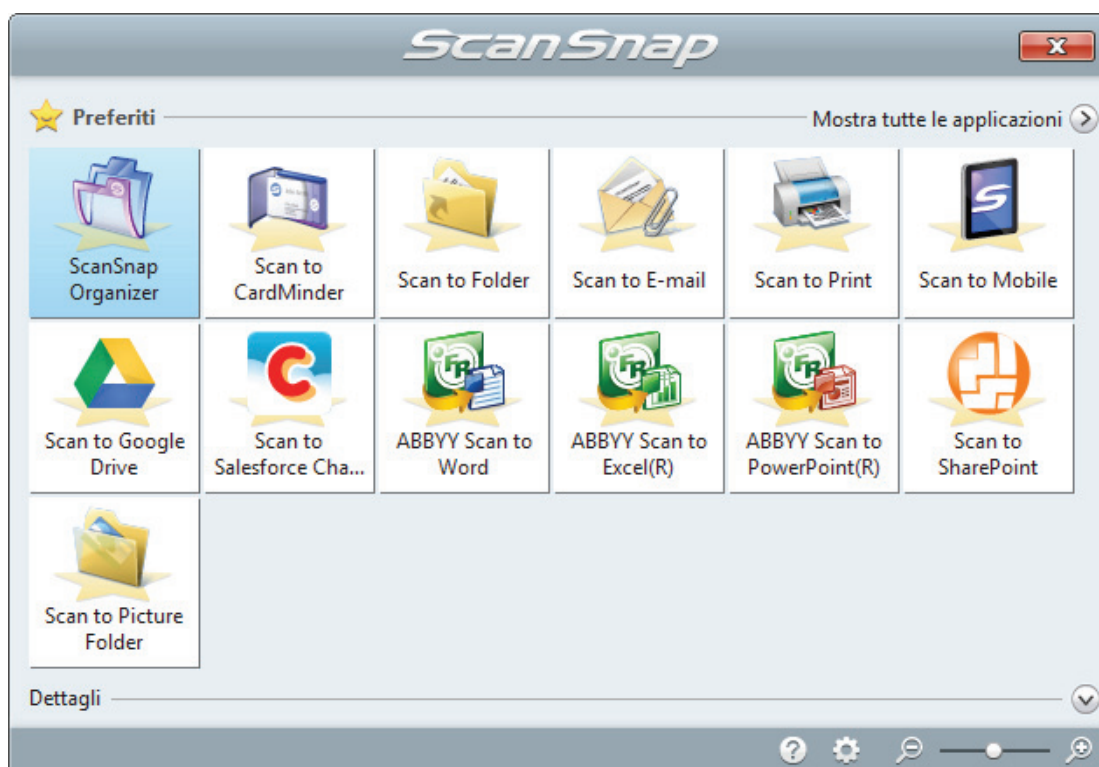 ScanSnap
Preferiti
Mostra tutte le applicazioni
ScanSnap
Organizer
Scan to
CardMinder
Scan to Folder
Scan to E-mail
Scan to Print
Scan to Mobile
Scan to Google
Drive
Scan to
Salesforce Cha...
ABBYY Scan to
Word
ABBYY Scan to
Excel(R)
ABBYY Scan to
PowerPoint(R)
Scan to
SharePoint
Scan to Picture
Folder
Dettagli